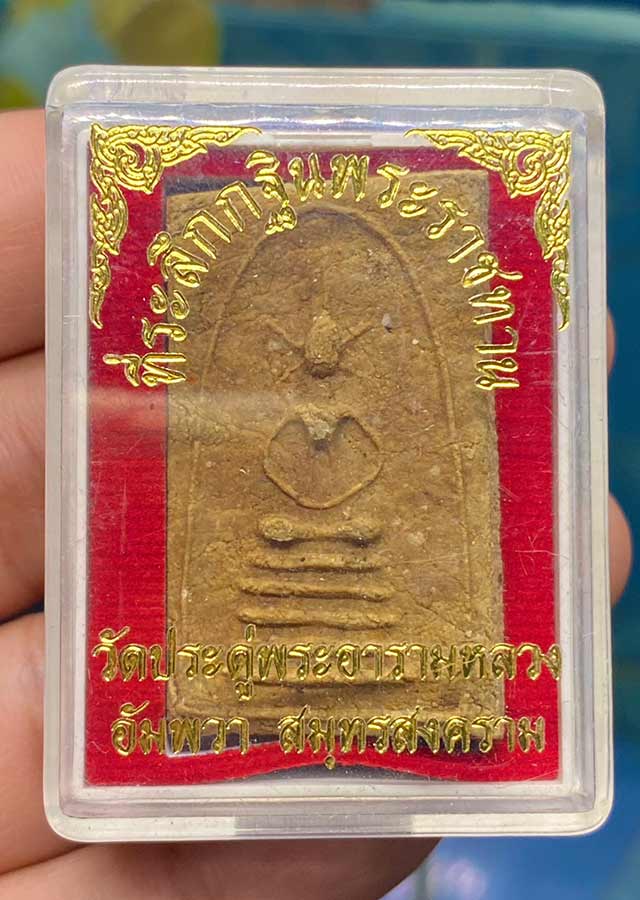 ที่ระลึกกฐินพระราชทาน
วัดประดู่พระอารามหลวง
อัมพวา สมุทรสงคราม